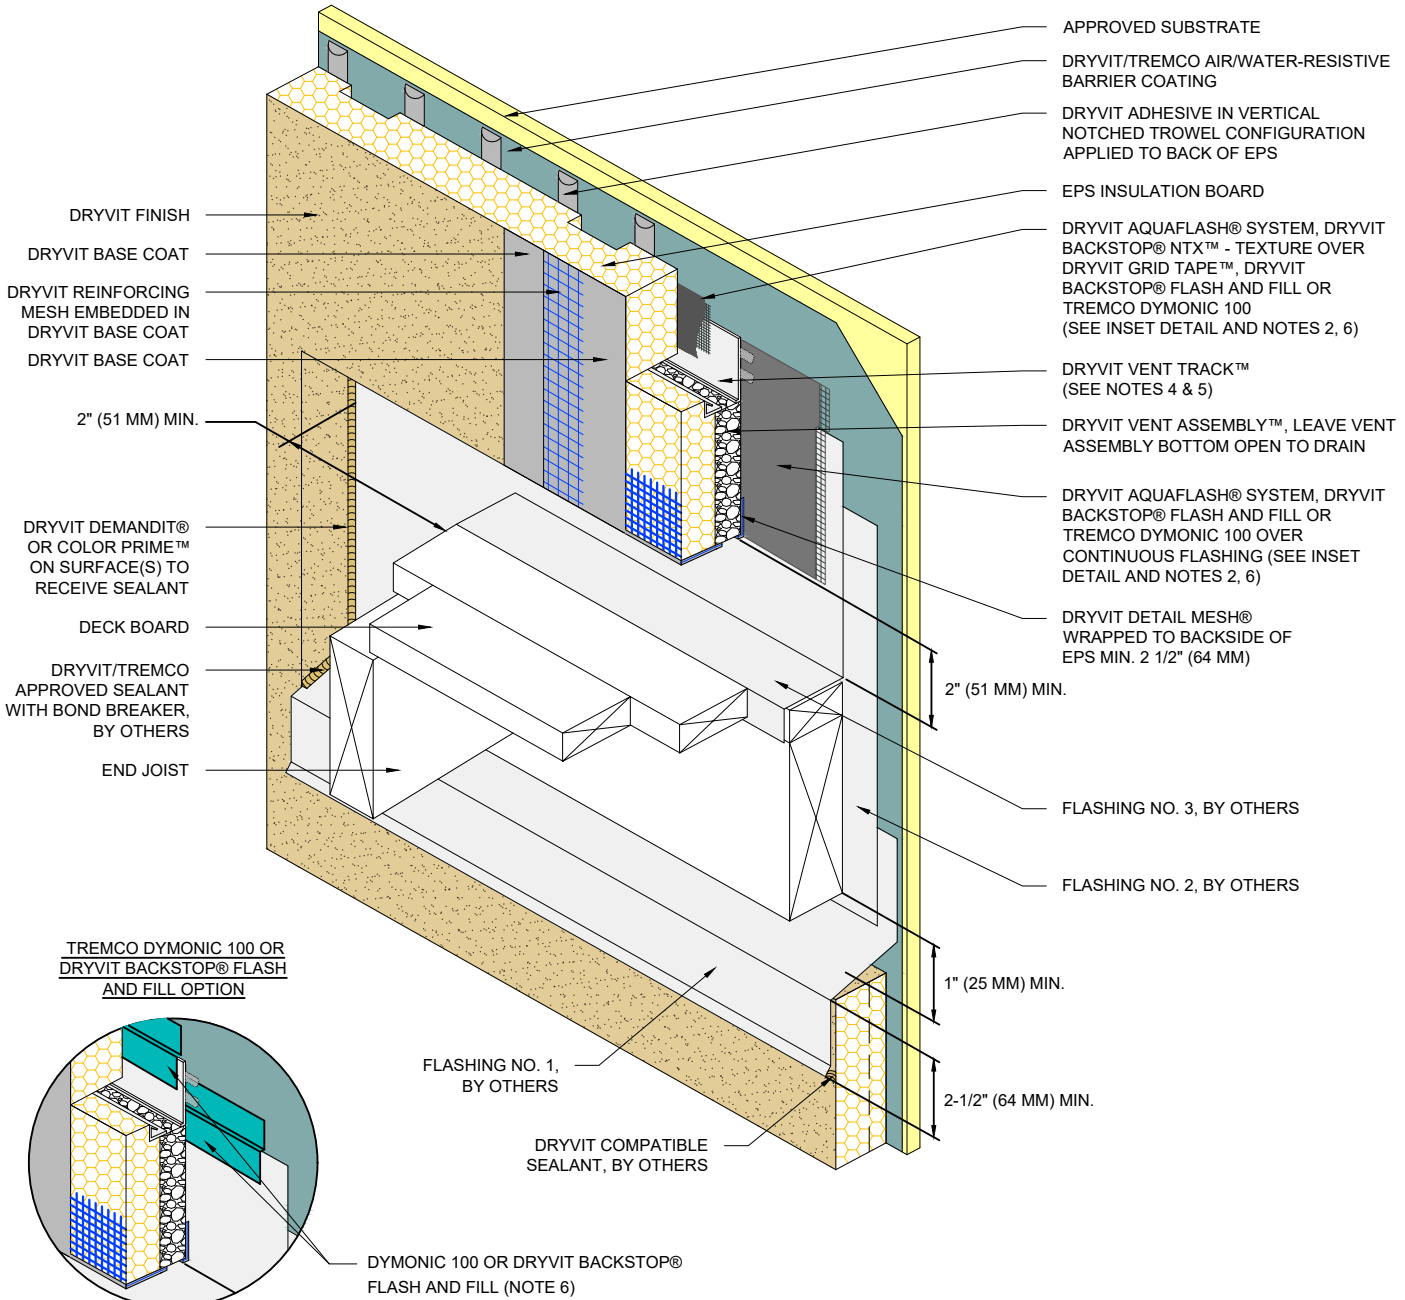 APPROVED SUBSTRATE
DRYVIT/TREMCO AIR/WATER-RESISTIVE
BARRIER COATING
DRYVIT ADHESIVE IN VERTICAL
NOTCHED TROWEL CONFIGURATION
APPLIED TO BACK OF EPS
EPS INSULATION BOARD
DRYVIT AQUAFLASH® SYSTEM, DRYVIT
BACKSTOP® NTX™ - TEXTURE OVER
DRYVIT GRID TAPE™, DRYVIT
BACKSTOP® FLASH AND FILL OR
TREMCO DYMONIC 100
(SEE INSET DETAIL AND NOTES 2, 6)
DRYVIT VENT TRACK™
(SEE NOTES 4 & 5)
DRYVIT VENT ASSEMBLY™, LEAVE VENT
ASSEMBLY BOTTOM OPEN TO DRAIN
DRYVIT AQUAFLASH® SYSTEM, DRYVIT
BACKSTOP® FLASH AND FILL OR
TREMCO DYMONIC 100 OVER
CONTINUOUS FLASHING (SEE INSET
DETAIL AND NOTES 2, 6)
DRYVIT DETAIL MESH®
WRAPPED TO BACKSIDE OF
EPS MIN. 2 1/2" (64 MM)
2" (51 MM) MIN.
FLASHING NO. 3, BY OTHERS
FLASHING NO. 2, BY OTHERS
1" (25 MM) MIN.
2-1/2" (64 MM) MIN.
DRYVIT FINISH
DRYVIT BASE COAT
DRYVIT REINFORCING
MESH EMBEDDED IN
DRYVIT BASE COAT
DRYVIT BASE COAT
2" (51 MM) MIN.
DRYVIT DEMANDIT®
OR COLOR PRIME™
ON SURFACE(S) TO
RECEIVE SEALANT
DECK BOARD
DRYVIT/TREMCO
APPROVED SEALANT
WITH BOND BREAKER,
BY OTHERS
END JOIST
TREMCO DYMONIC 100 OR
DRYVIT BACKSTOP® FLASH
AND FILL OPTION
FLASHING NO. 1,
BY OTHERS
DRYVIT COMPATIBLE
SEALANT, BY OTHERS
DYMONIC 100 OR DRYVIT BACKSTOP®
FLASH AND FILL (NOTE 6)